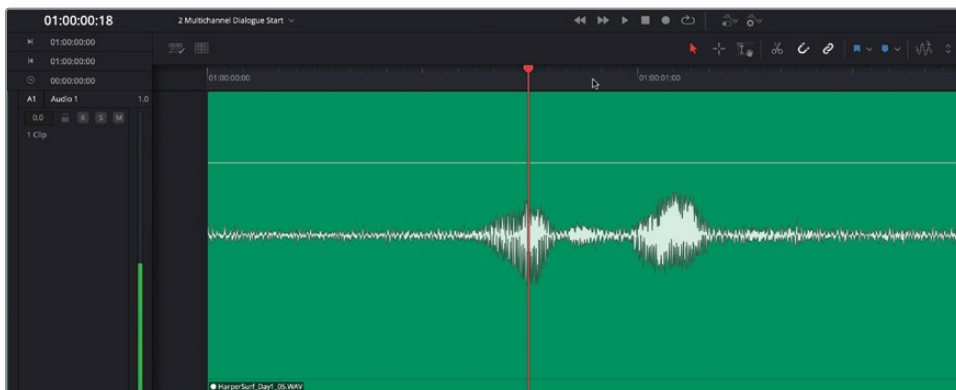 01:00:00:18
2 Multichannel Dialogue Start
01:00:00:00
01:00:00:00
00:00:00:00
01:00:00:00
01:00:01:00
A1 Audio 1 1.0
0.0 R S M
1 Clip
HarperSurf_Day1_05.WAV